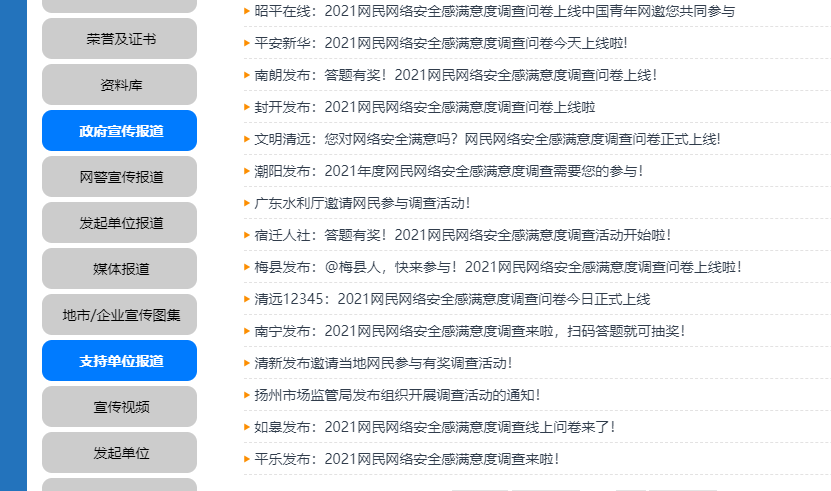 荣誉及证书
资料库
政府宣传报道
网警宣传报道
发起单位报道
媒体报道
地市/企业宣传图集
支持单位报道
宣传视频
发起单位
昭平在线：2021网民网络安全感满意度调查问卷上线中国青年网邀您共同参与
平安新华：2021网民网络安全感满意度调查问卷今天上线啦!
南朗发布：答题有奖！2021网民网络安全感满意度调查问卷上线！
封开发布：2021网民网络安全感满意度调查问卷上线啦
文明清远：您对网络安全满意吗？网民网络安全感满意度调查问卷正式上线!
潮阳发布：2021年度网民网络安全感满意度调查需要您的参与！
广东水利厅邀请网民参与调查活动！
宿迁人社：答题有奖！2021网民网络安全感满意度调查活动开始啦！
梅县发布：@梅县人，快来参与！2021网民网络安全感满意度调查问卷上线啦！
清远12345：2021网民网络安全感满意度调查问卷今日正式上线
南宁发布：2021网民网络安全感满意度调查来啦，扫码答题就可抽奖！
清新发布邀请当地网民参与有奖调查活动！
扬州市场监管局发布组织开展调查活动的通知！
如皋发布：2021网民网络安全感满意度调查线上问卷来了！
平乐发布：2021网民网络安全感满意度调查来啦！